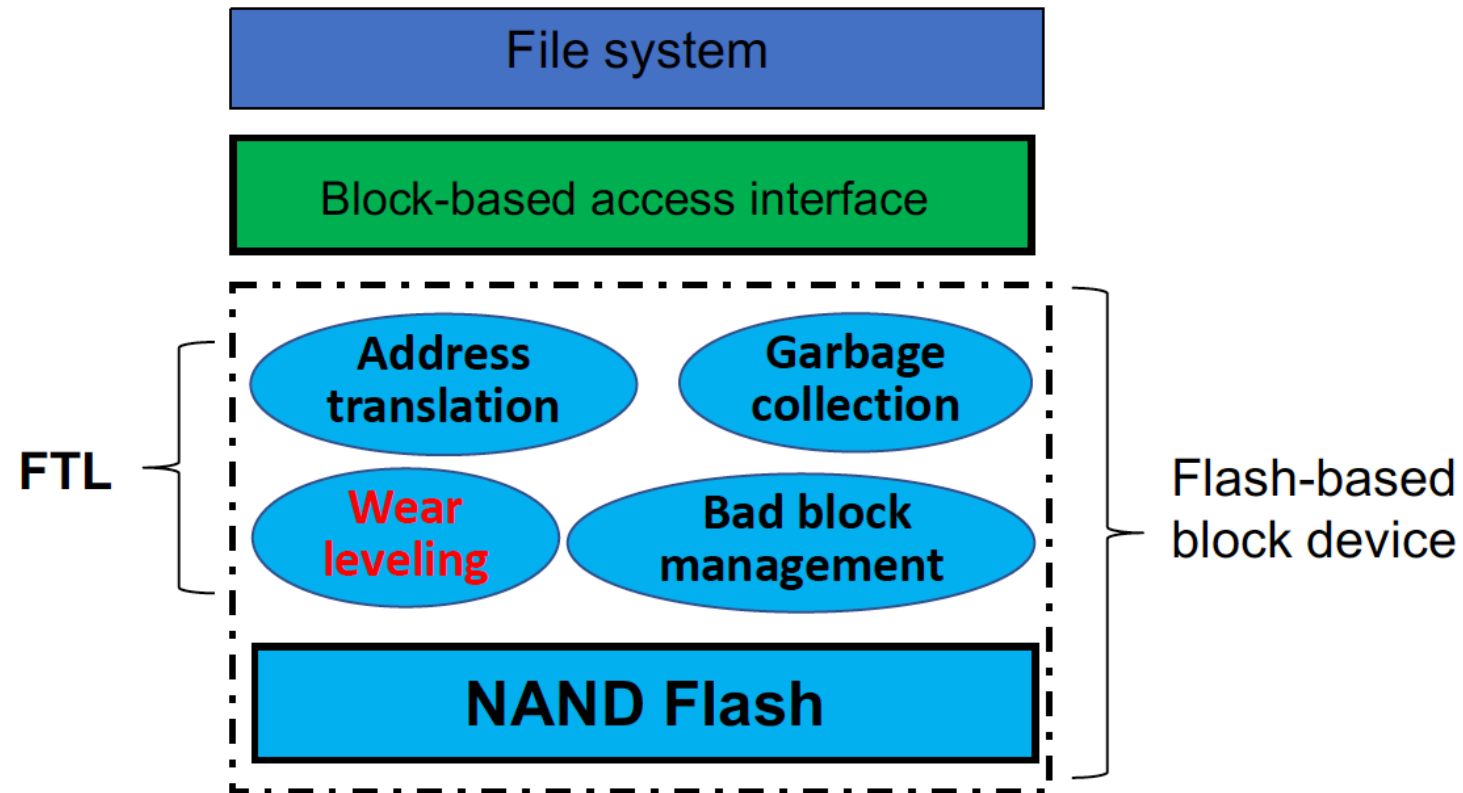 File system
Block-based access interface
Address
translation
Garbage
collection
FTL
Wear
leveling
Bad block
management
Flash-based
block device
NAND Flash